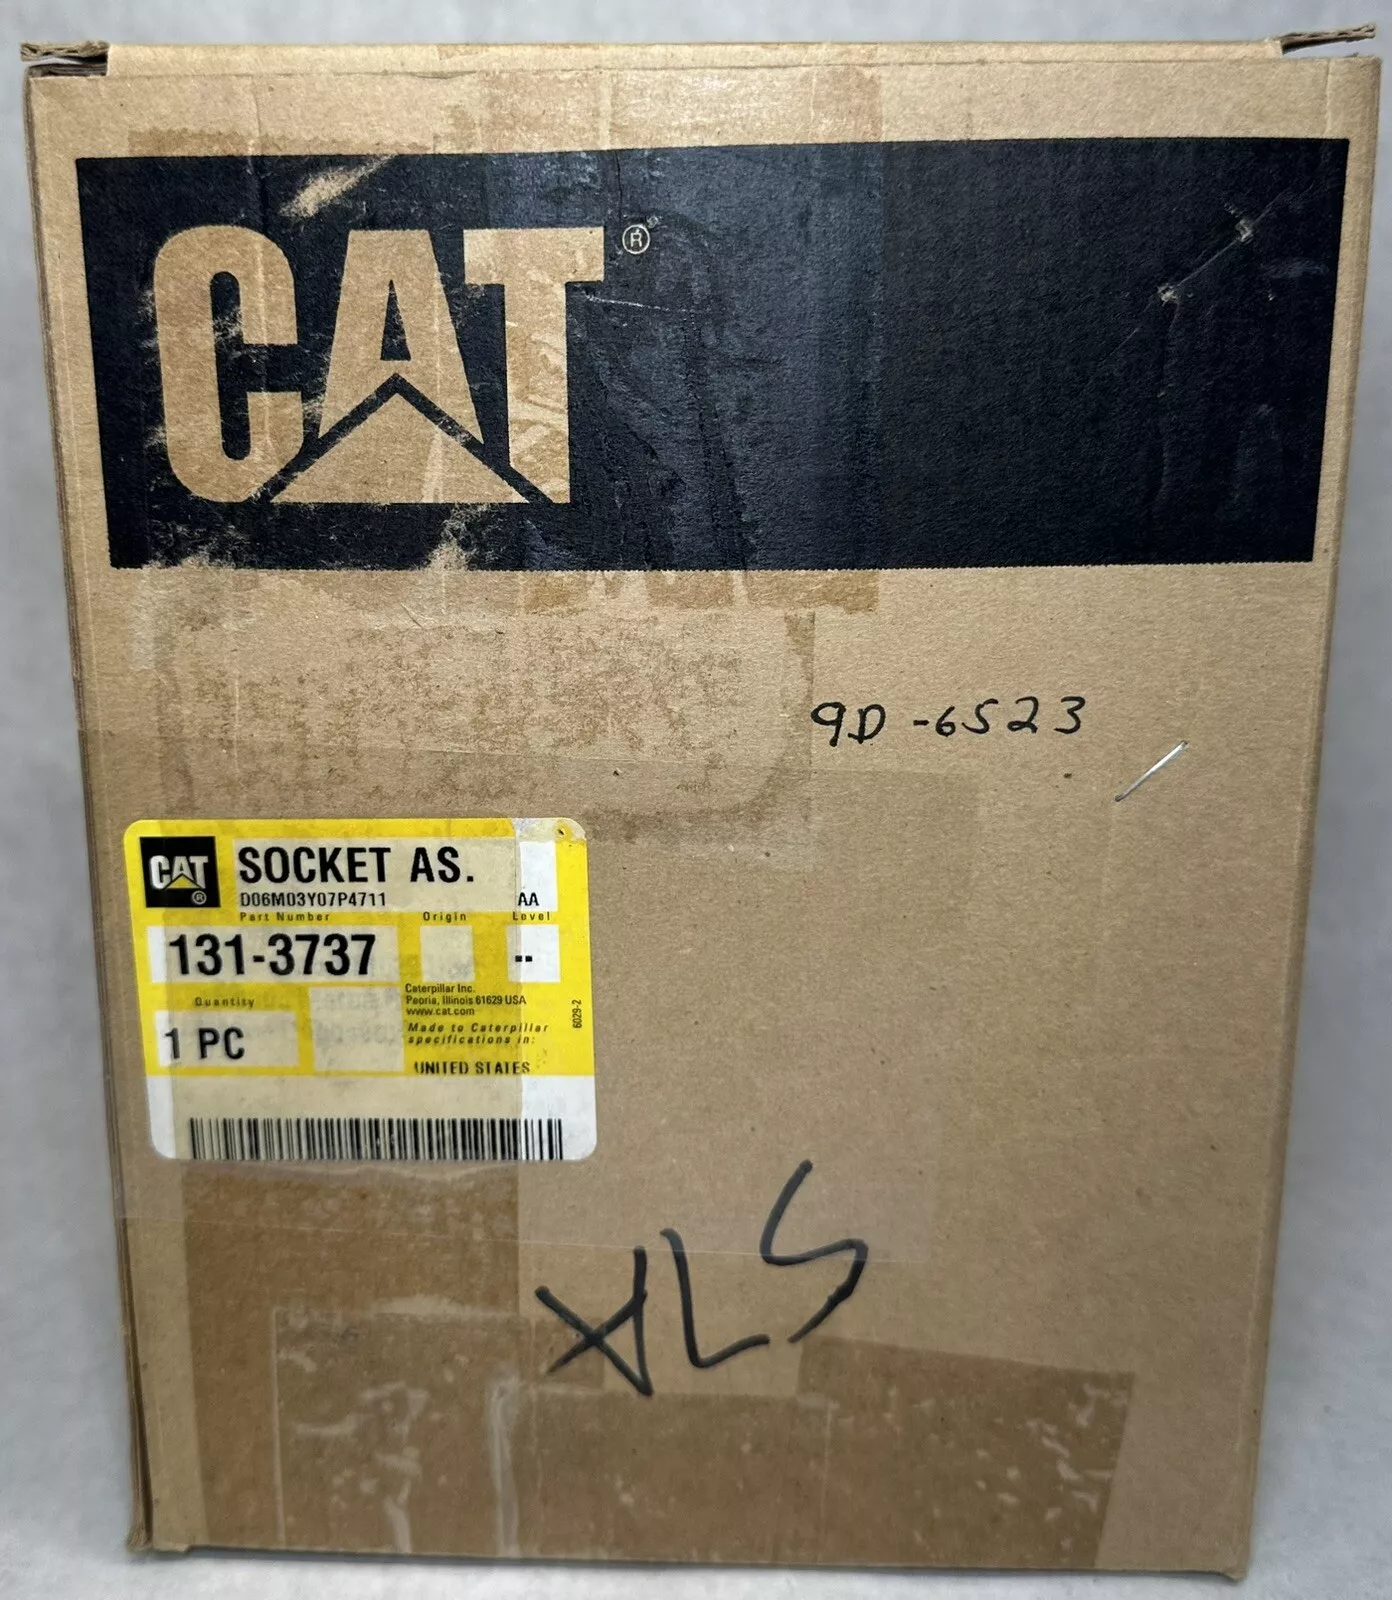 CAT®
9D-6523
CAT®
SOCKET AS.
D06M03Y07P4711 AA
Part Number Origin Level
131-3737 --
Quantity
1 PC
Caterpillar Inc.
Peoria, Illinois 61629 USA
www.cat.com
Made to Caterpillar
specifications in:
UNITED STATES
6029-2